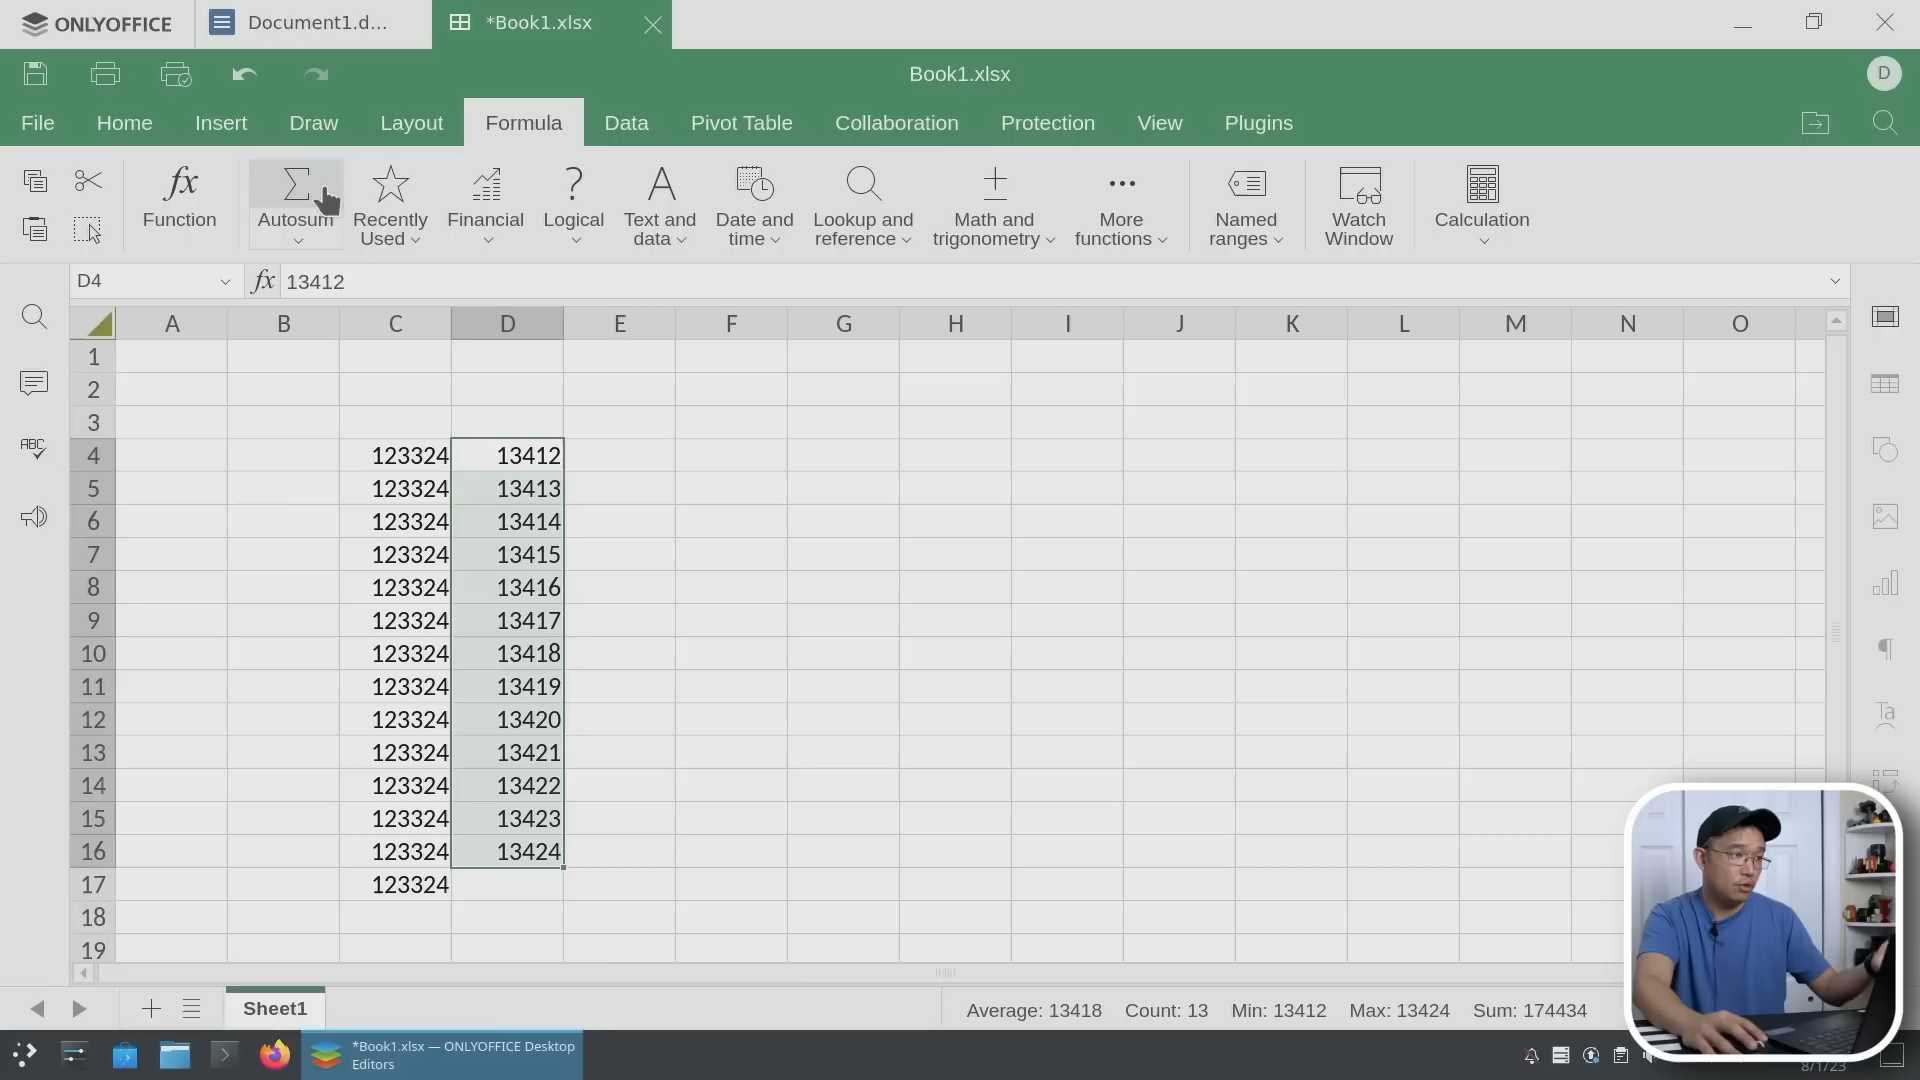 ONLYOFFICE
Document1.d...
*Book1.xlsx
Book1.xlsx
D
File
Home
Insert
Draw
Layout
Formula
Data
Pivot Table
Collaboration
Protection
View
Plugins
fx
Function
Autosum
Recently
Used
Financial
Logical
Text and
data
Date and
time
Lookup and
reference
Math and
trigonometry
More
functions
Named
ranges
Watch
Window
Calculation
D4
fx
13412
A B C D E F G H I J K L M N O
1
2
3
4 123324 13412
5 123324 13413
6 123324 13414
7 123324 13415
8 123324 13416
9 123324 13417
10 123324 13418
11 123324 13419
12 123324 13420
13 123324 13421
14 123324 13422
15 123324 13423
16 123324 13424
17 123324
18
19
ABC
Ta
Sheet1
Average: 13418 Count: 13 Min: 13412 Max: 13424 Sum: 174434
*Book1.xlsx — ONLYOFFICE Desktop
Editors
8/1/23